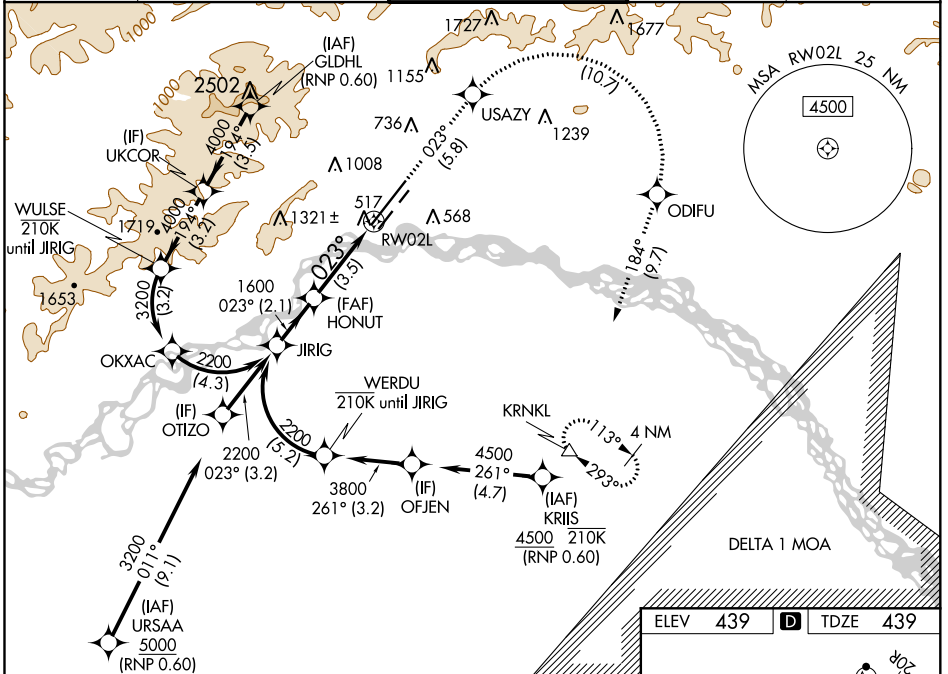 1000
1727
1677
(IAF)
GLDHL
(RNP 0.60)
1155
(10.7)
MSA RW02L 25 NM
4500
1000
2502
USAZY
1239
736
4000
194°
(3.5)
(IF)
UKCOR
023°
(5.8)
1008
WULSE
210K
until JIRIG
1719
4000
194°
(3.2)
1321 ±
517
568
RW02L
ODIFU
184°
(9.7)
1653
3200
(3.2)
1600
023° (2.1)
023°
(3.5)
(FAF)
HONUT
OKXAC
2200
(4.3)
JIRIG
(IF)
OTIZO
WERDU
210K until JIRIG
2200
(5.2)
KRNKL
113°
4 NM
293°
2200
023° (3.2)
4500
261°
(4.7)
3800
261° (3.2)
(IF)
OFJEN
(IAF)
KRIIS
4500 210K
(RNP 0.60)
DELTA 1 MOA
3200
011°
(9.1)
(IAF)
URSAA
5000
(RNP 0.60)
ELEV 439 D TDZE 439
20R